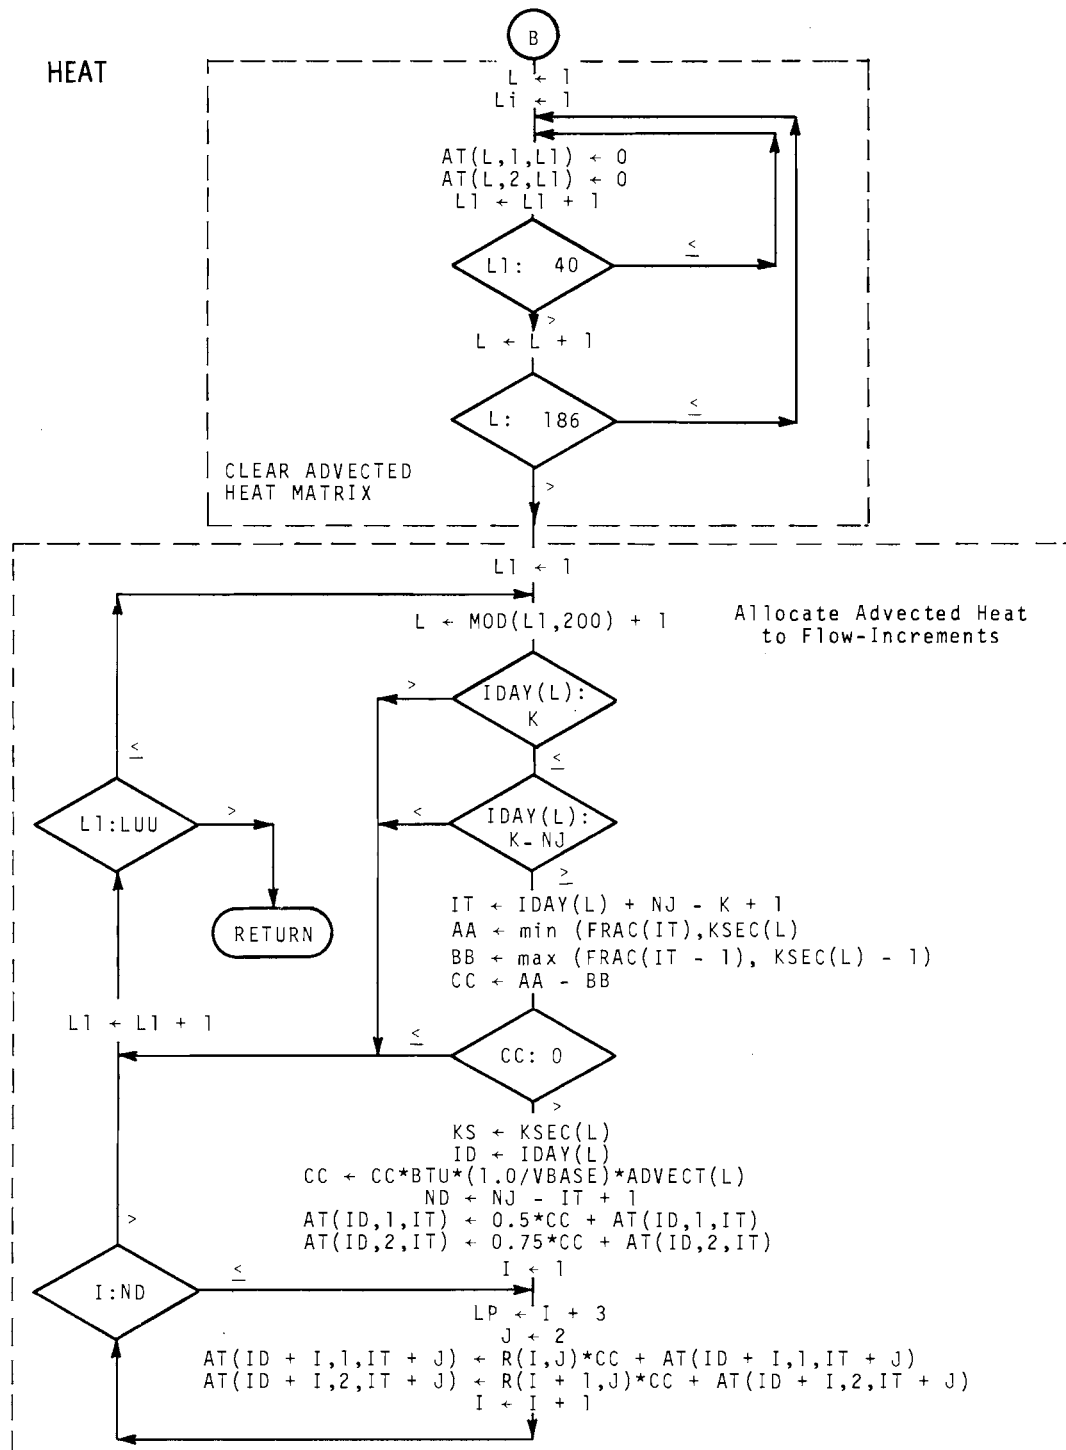 B
HEAT
L ← 1
Li ← 1
AT(L,1,L1) ← 0
AT(L,2,L1) ← 0
L1 ← L1 + 1
L1: 40
≤
>
L ← L + 1
L: 186
≤
>
CLEAR ADVECTED
HEAT MATRIX
L1 ← 1
L ← MOD(L1,200) + 1
Allocate Advected Heat
to Flow-Increments
IDAY(L):
K
>
≤
IDAY(L):
K-NJ
<
≥
L1:LUU
≤
>
RETURN
IT ← IDAY(L) + NJ - K + 1
AA ← min (FRAC(IT),KSEC(L)
BB ← max (FRAC(IT - 1), KSEC(L) - 1)
CC ← AA - BB
L1 ← L1 + 1
CC: 0
≤
>
KS ← KSEC(L)
ID ← IDAY(L)
CC ← CC*BTU*(1.0/VBASE)*ADVECT(L)
ND ← NJ - IT + 1
AT(ID,1,IT) ← 0.5*CC + AT(ID,1,IT)
AT(ID,2,IT) ← 0.75*CC + AT(ID,2,IT)
I ← 1
I:ND
>
≤
LP ← I + 3
J ← 2
AT(ID + I,1,IT + J) ← R(I,J)*CC + AT(ID + I,1,IT + J)
AT(ID + I,2,IT + J) ← R(I + 1,J)*CC + AT(ID + I,2,IT + J)
I ← I + 1